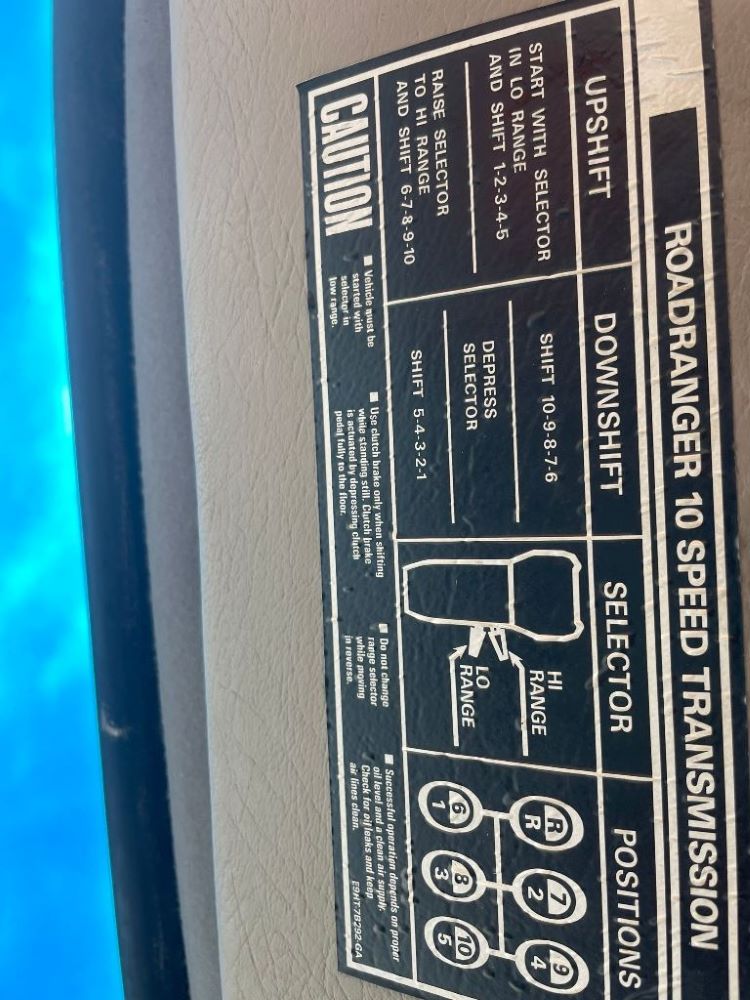 ROADRANGER 10 SPEED TRANSMISSION
UPSHIFT
START WITH SELECTOR
IN LO RANGE
AND SHIFT 1-2-3-4-5
RAISE SELECTOR
TO HI RANGE
AND SHIFT 6-7-8-9-10
DOWNSHIFT
SHIFT 10-9-8-7-6
DEPRESS
SELECTOR
SHIFT 5-4-3-2-1
SELECTOR
HI
RANGE
LO
RANGE
POSITIONS
R 7 9
R 2 4
6 8 10
1 3 5
CAUTION
■ Vehicle must be
started with
selector in
low range.
■ Use clutch brake only when shifting
while standing still. Clutch brake
is actuated by depressing clutch
pedal fully to the floor.
■ Do not change
range selector
while moving
in reverse.
■ Successful operation depends on proper
oil level and a clean air supply.
Check for oil leaks and keep
air lines clean.
E9HT-7B292-GA